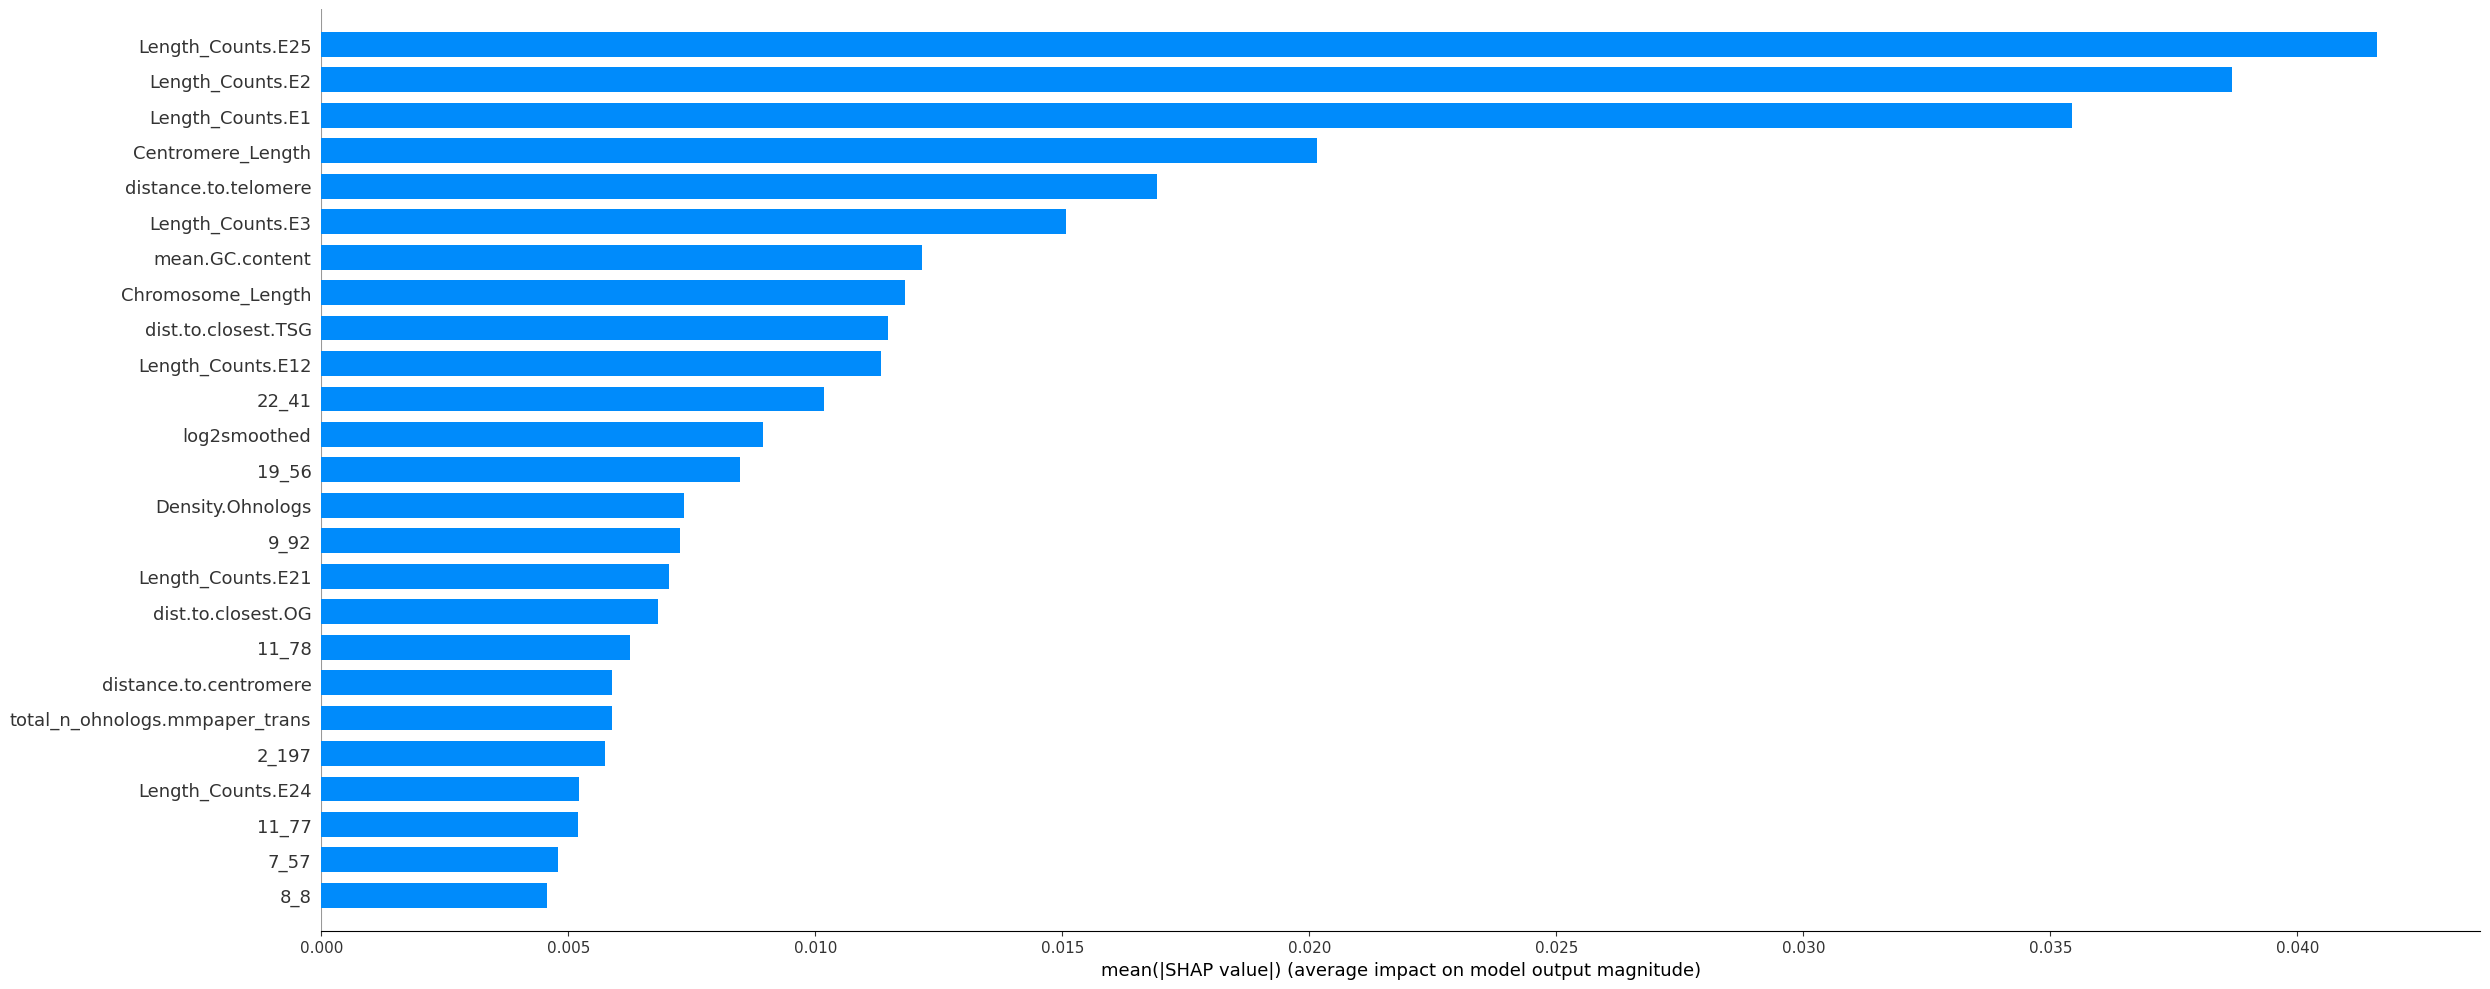 Length_Counts.E25
Length_Counts.E2
Length_Counts.E1
Centromere_Length
distance.to.telomere
Length_Counts.E3
mean.GC.content
Chromosome_Length
dist.to.closest.TSG
Length_Counts.E12
22_41
log2smoothed
19_56
Density.Ohnologs
9_92
Length_Counts.E21
dist.to.closest.OG
11_78
distance.to.centromere
total_n_ohnologs.mmpaper_trans
2_197
Length_Counts.E24
11_77
7_57
8_8
0.000 0.005 0.010 0.015 0.020 0.025 0.030 0.035 0.040
mean(|SHAP value|) (average impact on model output magnitude)